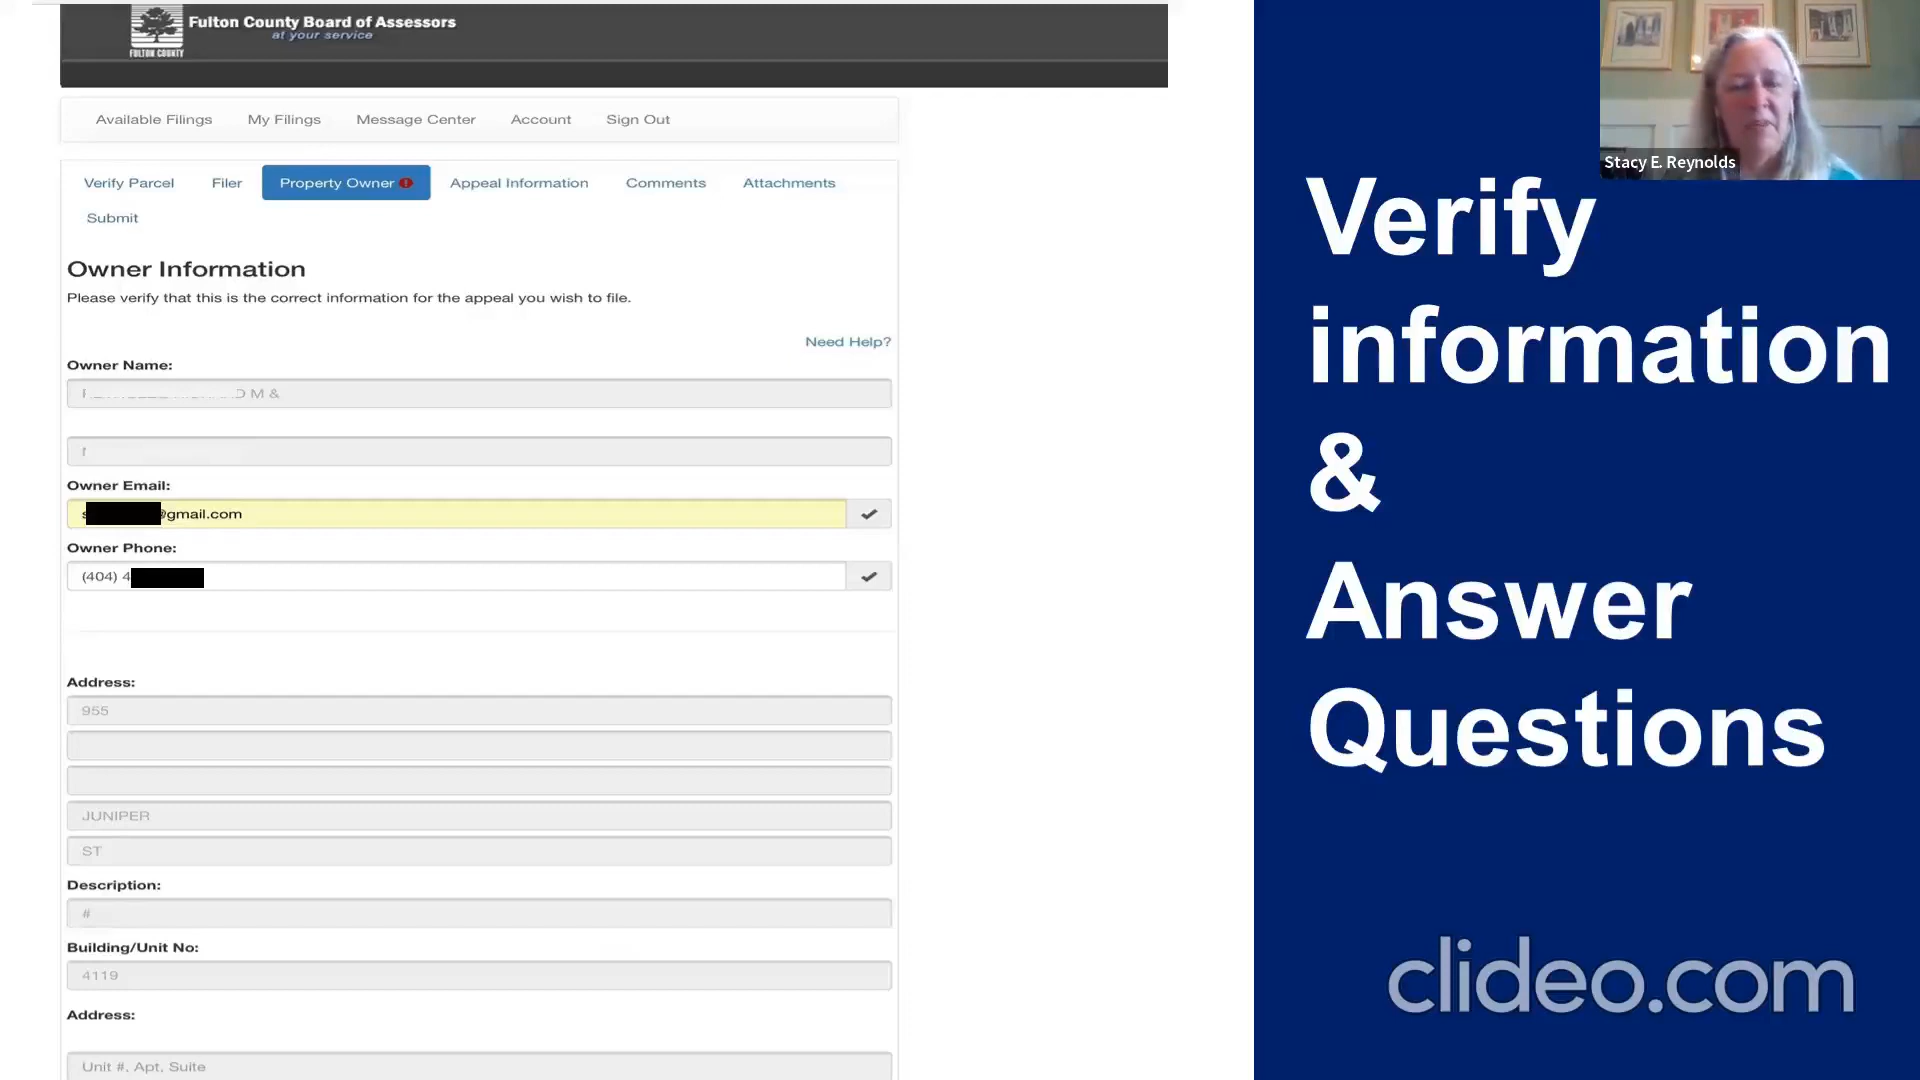 Fulton County Board of Assessors
at your service
FULTON COUNTY
Available Filings My Filings Message Center Account Sign Out
Verify Parcel Filer Property Owner Appeal Information Comments Attachments
Submit
Owner Information
Please verify that this is the correct information for the appeal you wish to file.
Need Help?
Owner Name:
M &
Owner Email:
@gmail.com
Owner Phone:
(404) 4
Address:
955
JUNIPER
ST
Description:
#
Building/Unit No:
4119
Address:
Unit #, Apt, Suite
Stacy E. Reynolds
Verify
information
&
Answer
Questions
clideo.com